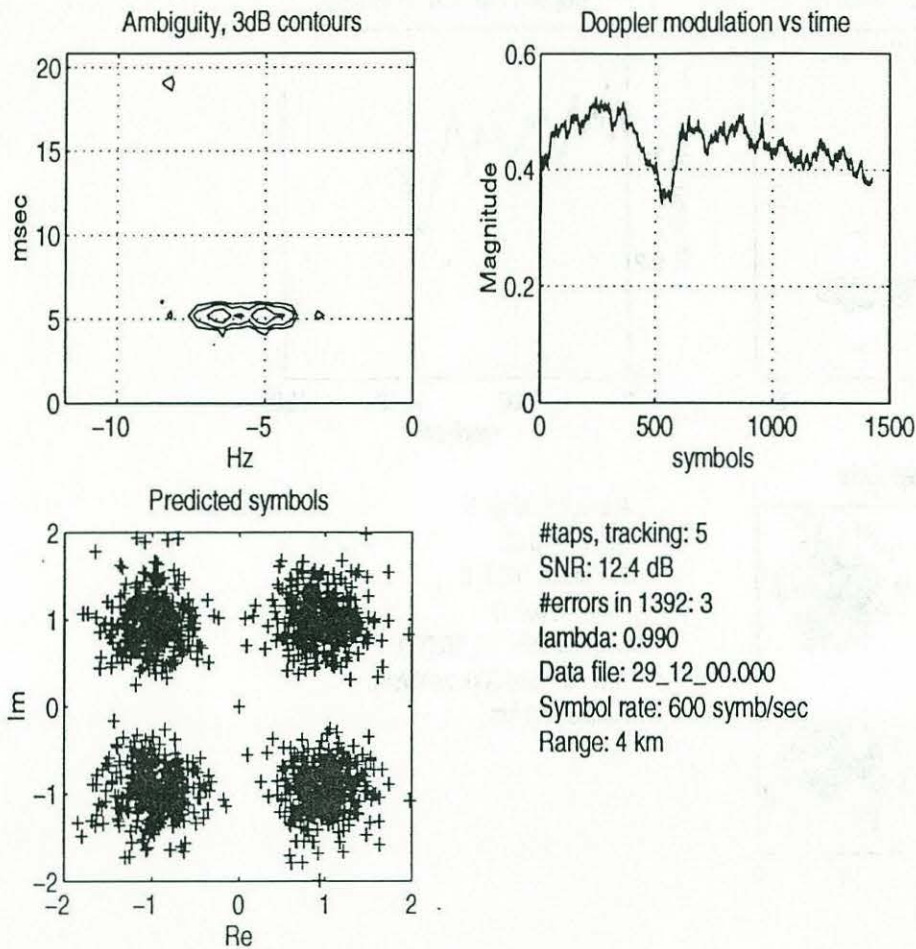 Ambiguity, 3dB contours
20
15
10
5
0
msec
-10
-5
0
Hz
Doppler modulation vs time
0.6
0.4
0.2
0
Magnitude
0
500
1000
1500
symbols
Predicted symbols
2
1
0
-1
-2
Im
-2
-1
0
1
2
Re
#taps, tracking: 5
SNR: 12.4 dB
#errors in 1392: 3
lambda: 0.990
Data file: 29_12_00.000
Symbol rate: 600 symb/sec
Range: 4 km